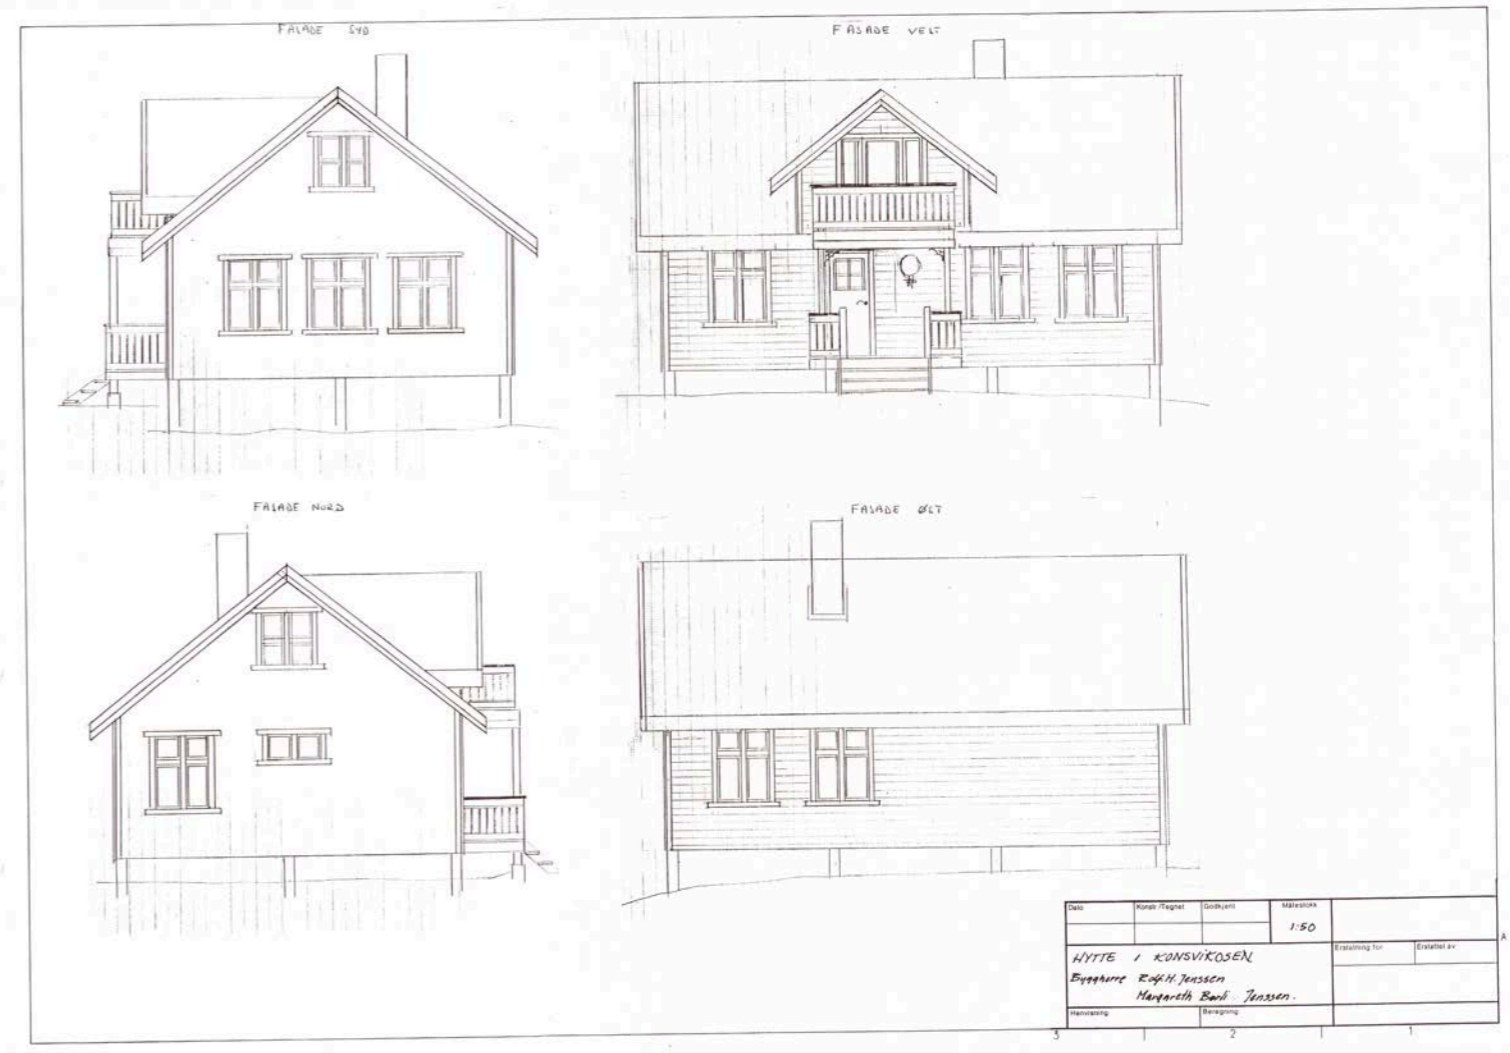 FASADE SYD
FASADE VEST
FASADE NORD
FASADE ØST
Dato
Konstr./Tegnet
Godkjent
Målestokk
1:50
HYTTE I KONSVIKOSEN
Erstatning for
Erstattet av
Byggherre Rolf H. Jenssen
Margareth Barli Jenssen.
Henvisning
Beregning
A
3
2
1